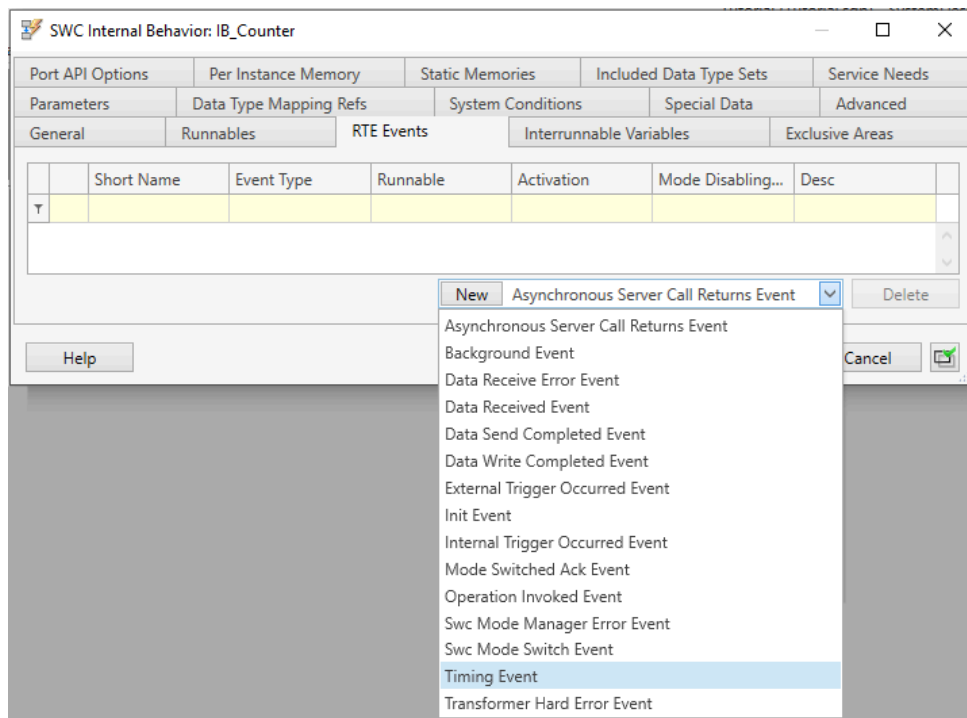 SWC Internal Behavior: IB_Counter
Port API Options Per Instance Memory Static Memories Included Data Type Sets Service Needs
Parameters Data Type Mapping Refs System Conditions Special Data Advanced
General Runnables RTE Events Interrunnable Variables Exclusive Areas
Short Name Event Type Runnable Activation Mode Disabling... Desc
New Asynchronous Server Call Returns Event Delete
Asynchronous Server Call Returns Event
Background Event
Help Cancel
Data Receive Error Event
Data Received Event
Data Send Completed Event
Data Write Completed Event
External Trigger Occurred Event
Init Event
Internal Trigger Occurred Event
Mode Switched Ack Event
Operation Invoked Event
Swc Mode Manager Error Event
Swc Mode Switch Event
Timing Event
Transformer Hard Error Event